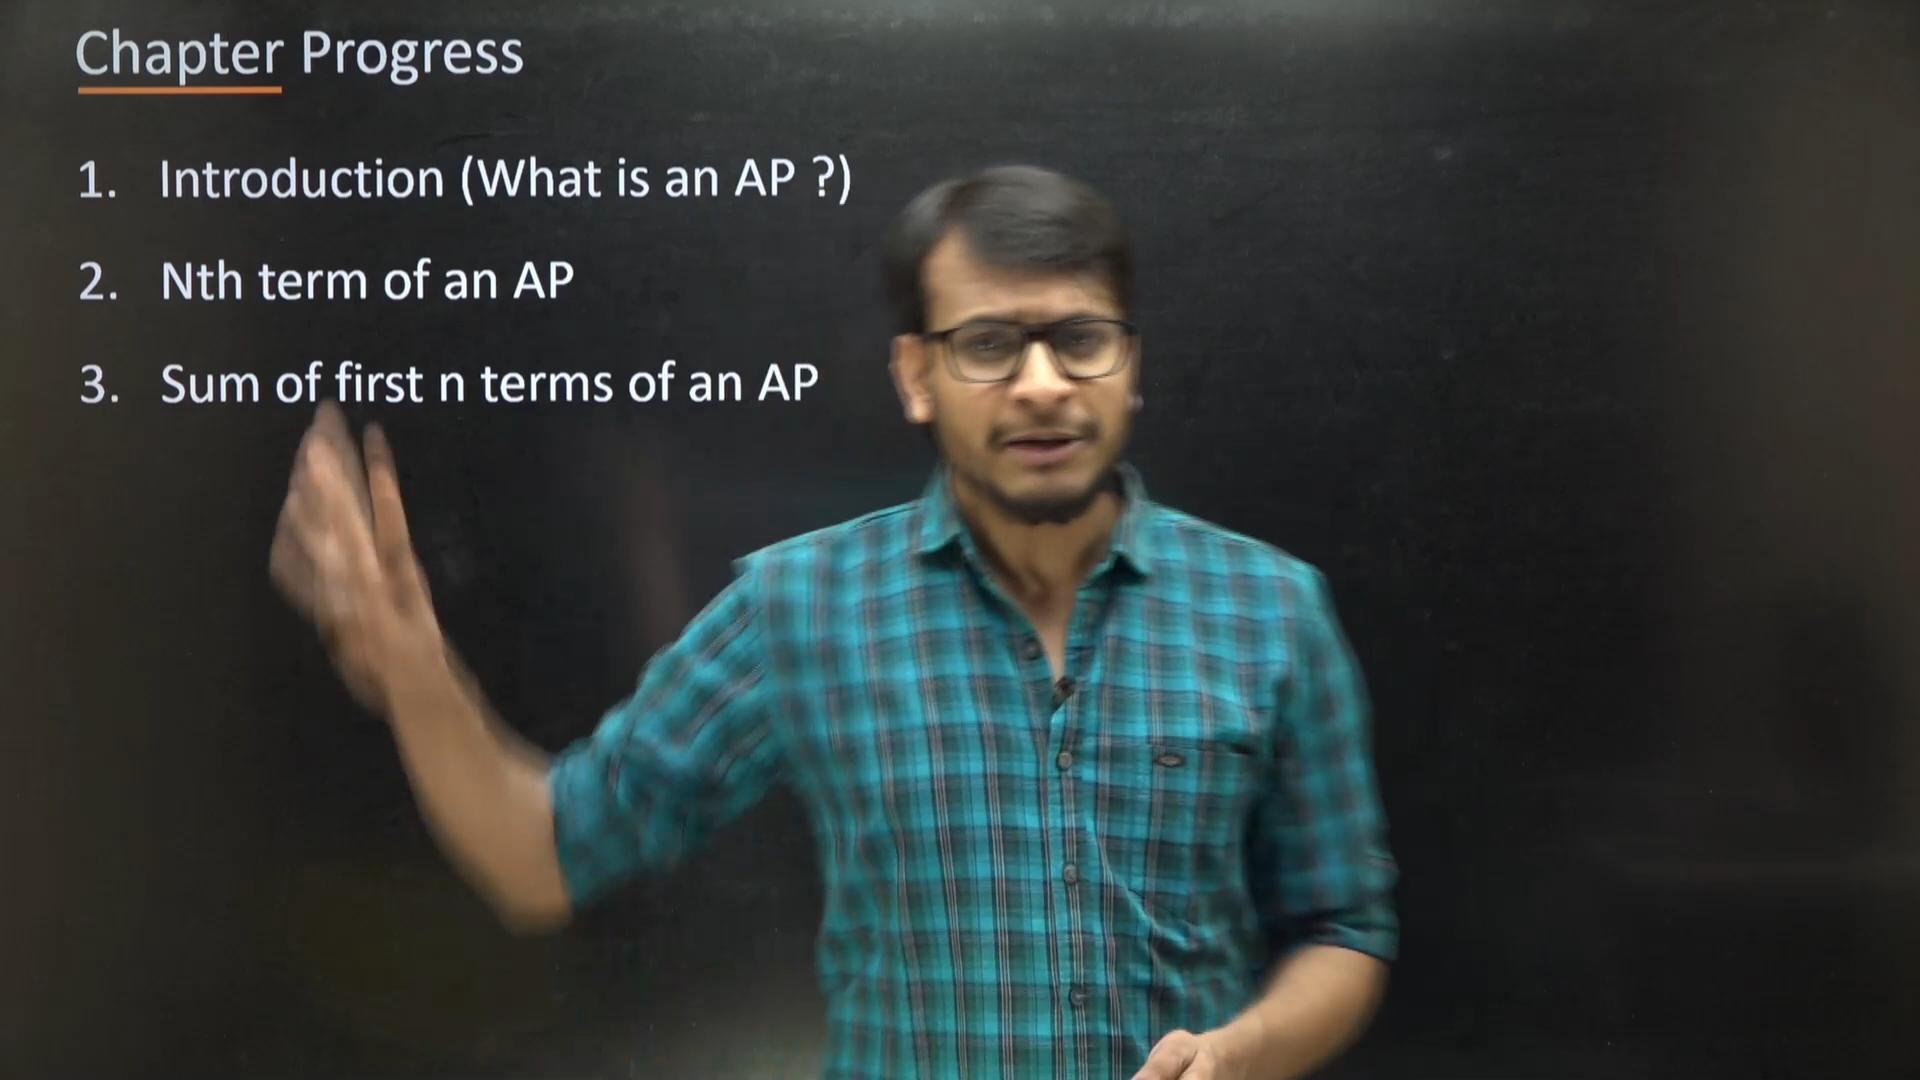 Chapter Progress
1. Introduction (What is an AP ?)
2. Nth term of an AP
3. Sum of first n terms of an AP